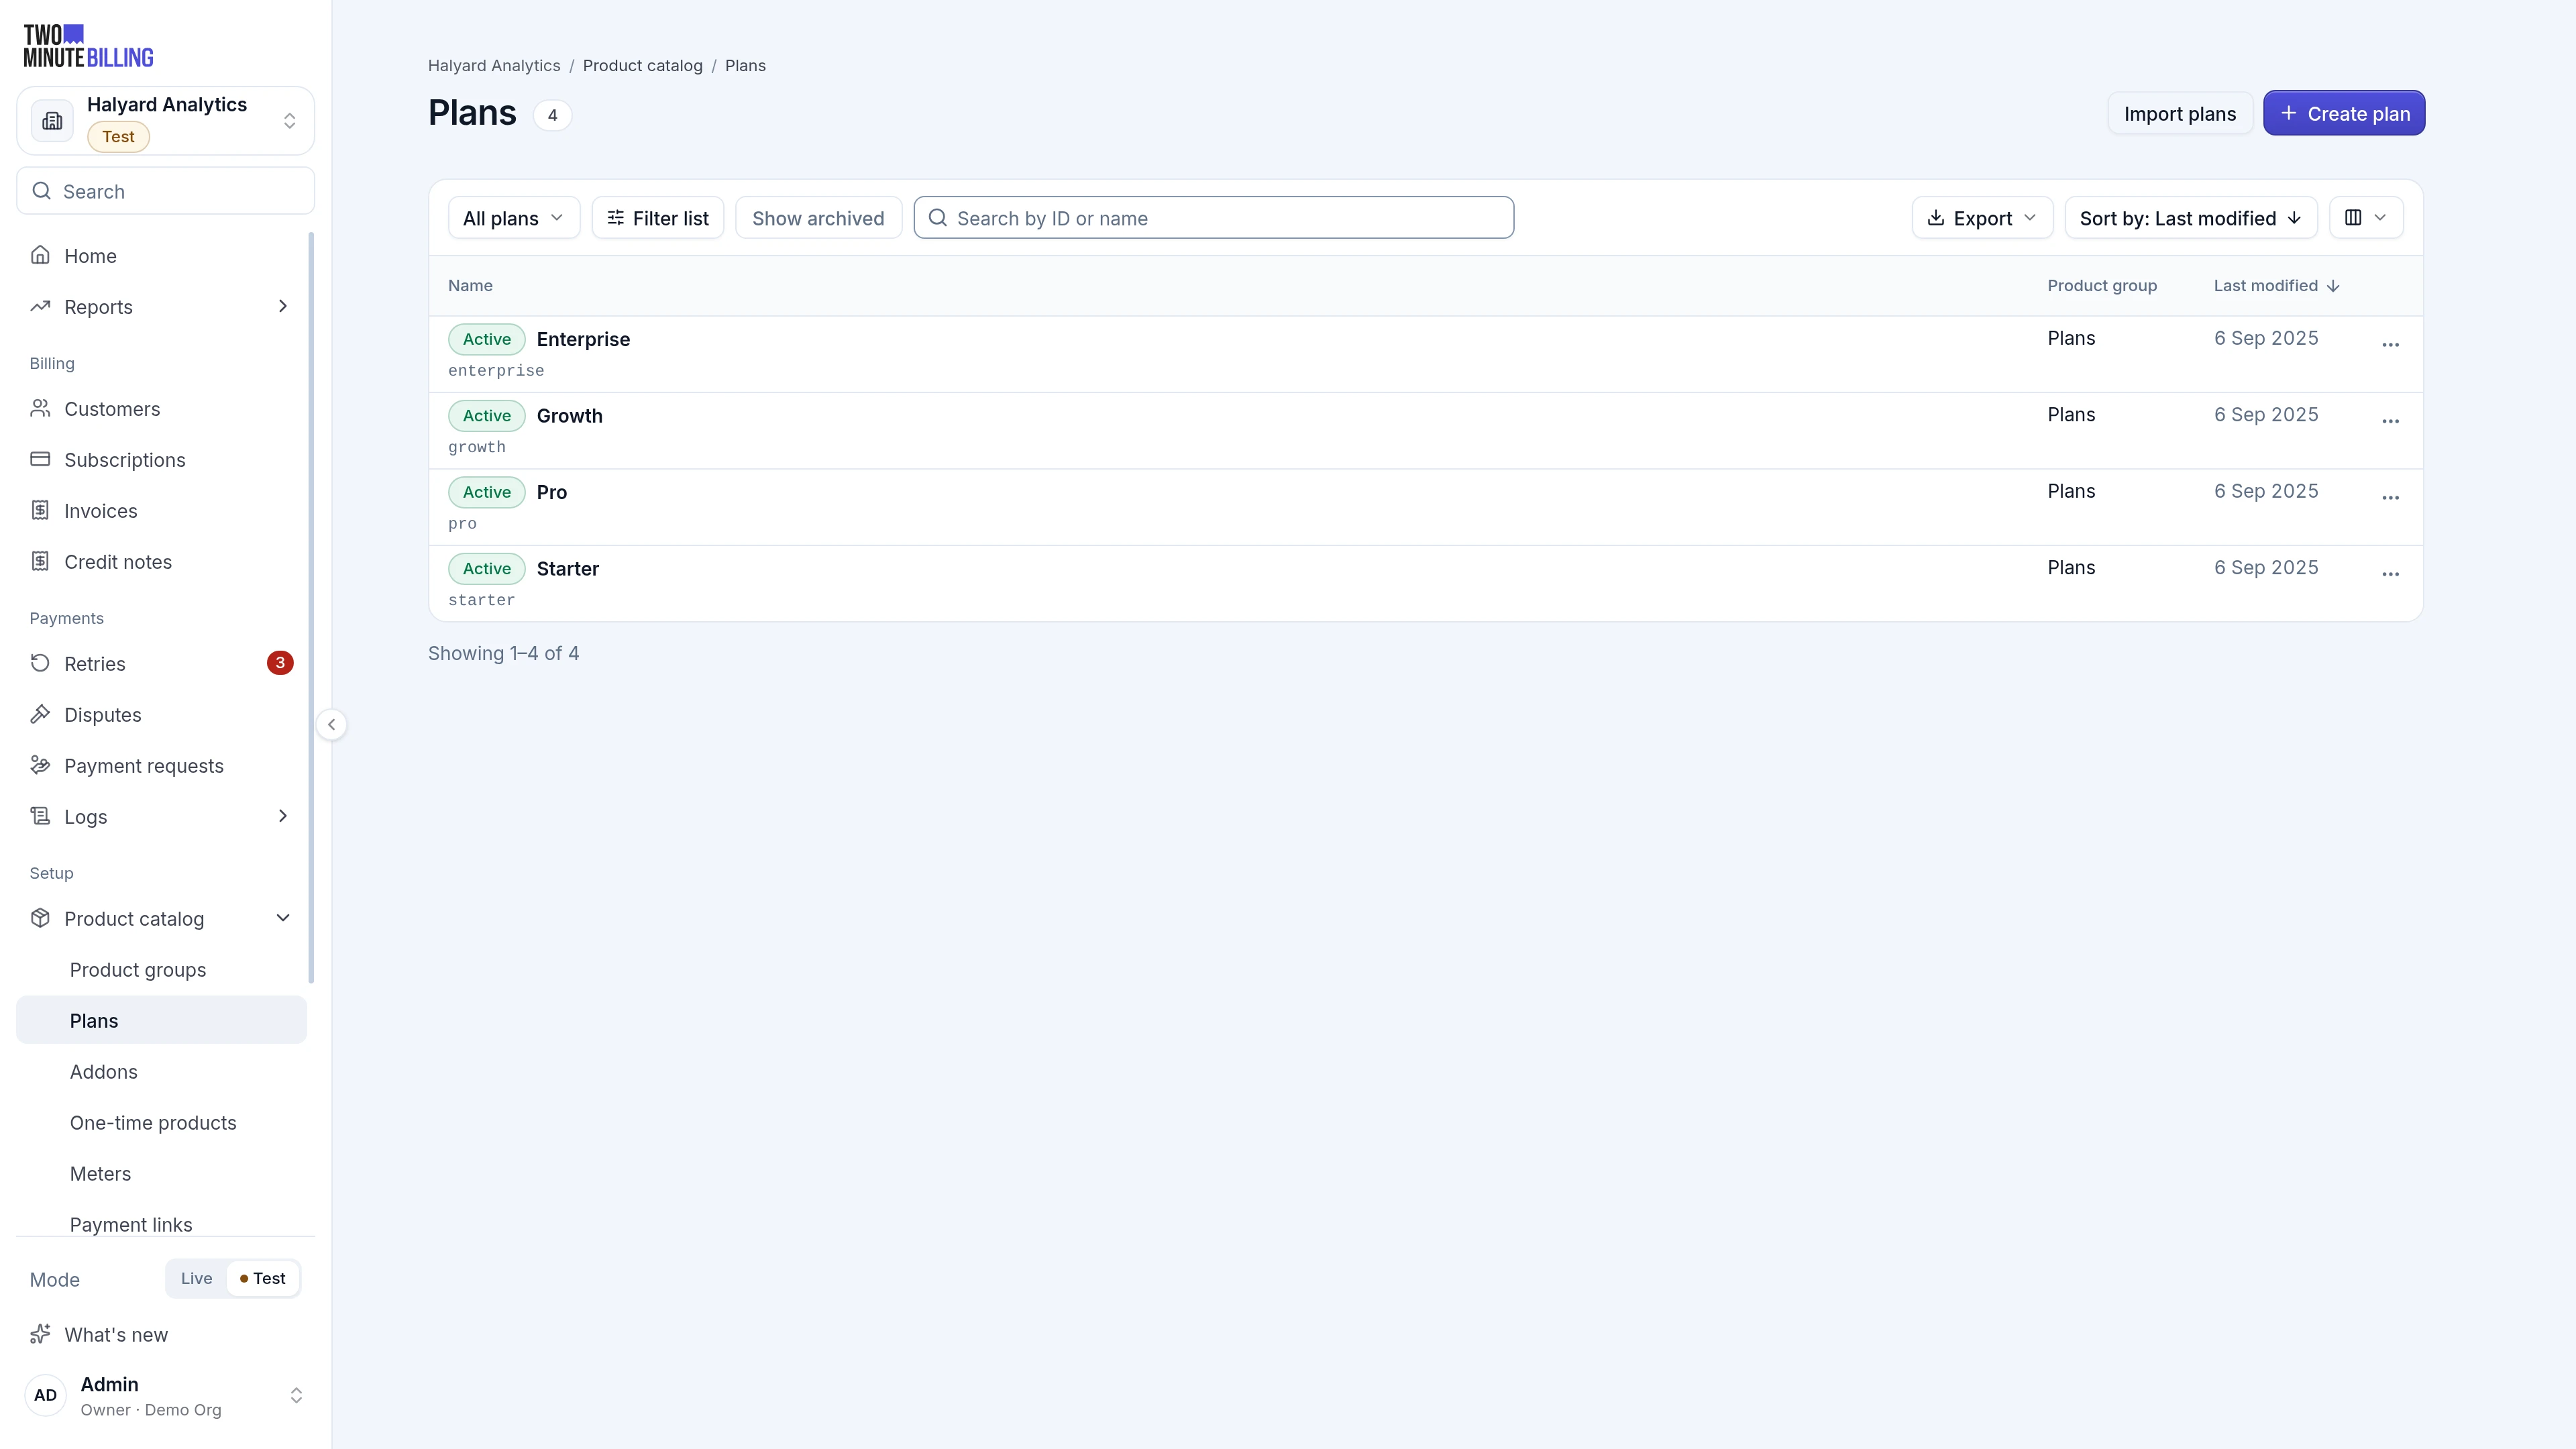 TWO
MINUTE BILLING
Halyard Analytics
Test
Search
Home
Reports
Billing
Customers
Subscriptions
Invoices
Credit notes
Payments
Retries 3
Disputes
Payment requests
Logs
Setup
Product catalog
Product groups
Plans
Addons
One-time products
Meters
Payment links
Mode Live Test
What's new
AD Admin
Owner · Demo Org
Halyard Analytics / Product catalog / Plans
Plans 4
Import plans + Create plan
All plans Filter list Show archived Search by ID or name Export Sort by: Last modified ↓
Name Product group Last modified ↓
Active Enterprise Plans 6 Sep 2025 ...
enterprise
Active Growth Plans 6 Sep 2025 ...
growth
Active Pro Plans 6 Sep 2025 ...
pro
Active Starter Plans 6 Sep 2025 ...
starter
Showing 1–4 of 4